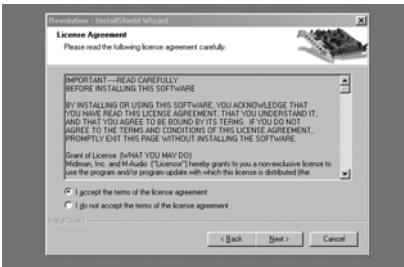 Revolution - InstallShield Wizard
License Agreement
Please read the following license agreement carefully.
IMPORTANT----READ CAREFULLY
BEFORE INSTALLING THIS SOFTWARE
BY INSTALLING OR USING THIS SOFTWARE, YOU ACKNOWLEDGE THAT
YOU HAVE READ THIS LICENSE AGREEMENT, THAT YOU UNDERSTAND IT,
AND THAT YOU AGREE TO BE BOUND BY ITS TERMS. IF YOU DO NOT
AGREE TO THE TERMS AND CONDITIONS OF THIS LICENSE AGREEMENT,
PROMPTLY EXIT THIS PAGE WITHOUT INSTALLING THE SOFTWARE.
Grant of License (WHAT YOU MAY DO):
Midiman, Inc. and M-Audio ("Licensor") hereby grants to you a non-exclusive license to
use the program and/or program update with which this license is distributed (the
I accept the terms of the license agreement
I do not accept the terms of the license agreement
InstallShield
< Back
Next >
Cancel